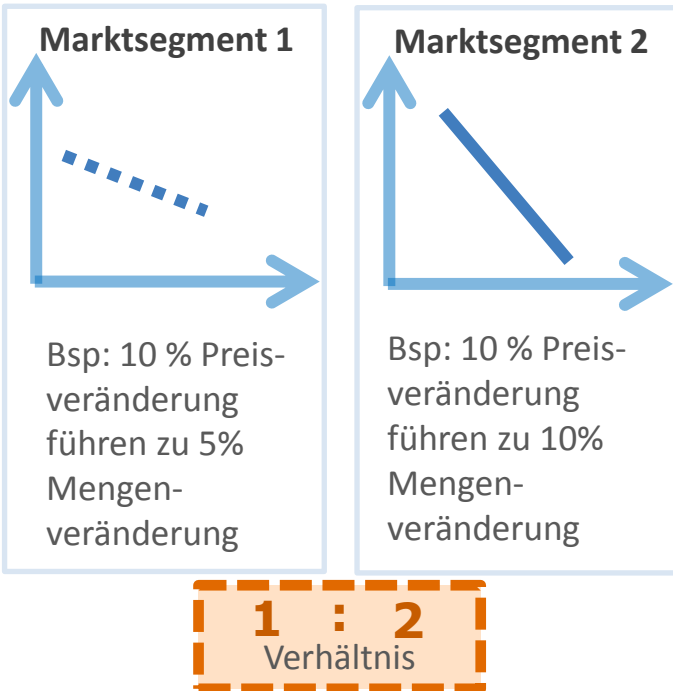 Marktsegment 1
Bsp: 10 % Preis-
veränderung
führen zu 5%
Mengen-
veränderung
Marktsegment 2
Bsp: 10 % Preis-
veränderung
führen zu 10%
Mengen-
veränderung
1 : 2
Verhältnis